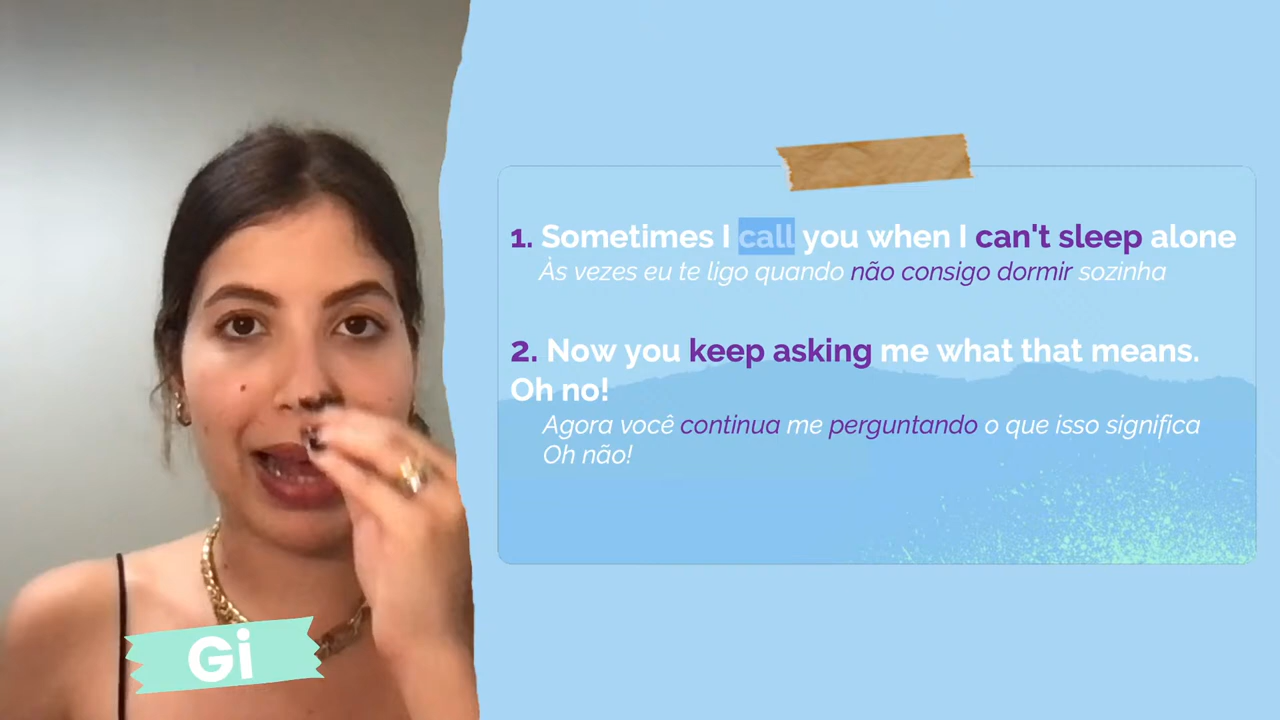 1. Sometimes I call you when I can't sleep alone
Às vezes eu te ligo quando não consigo dormir sozinha
2. Now you keep asking me what that means.
Oh no!
Agora você continua me perguntando o que isso significa
Oh não!
Gi